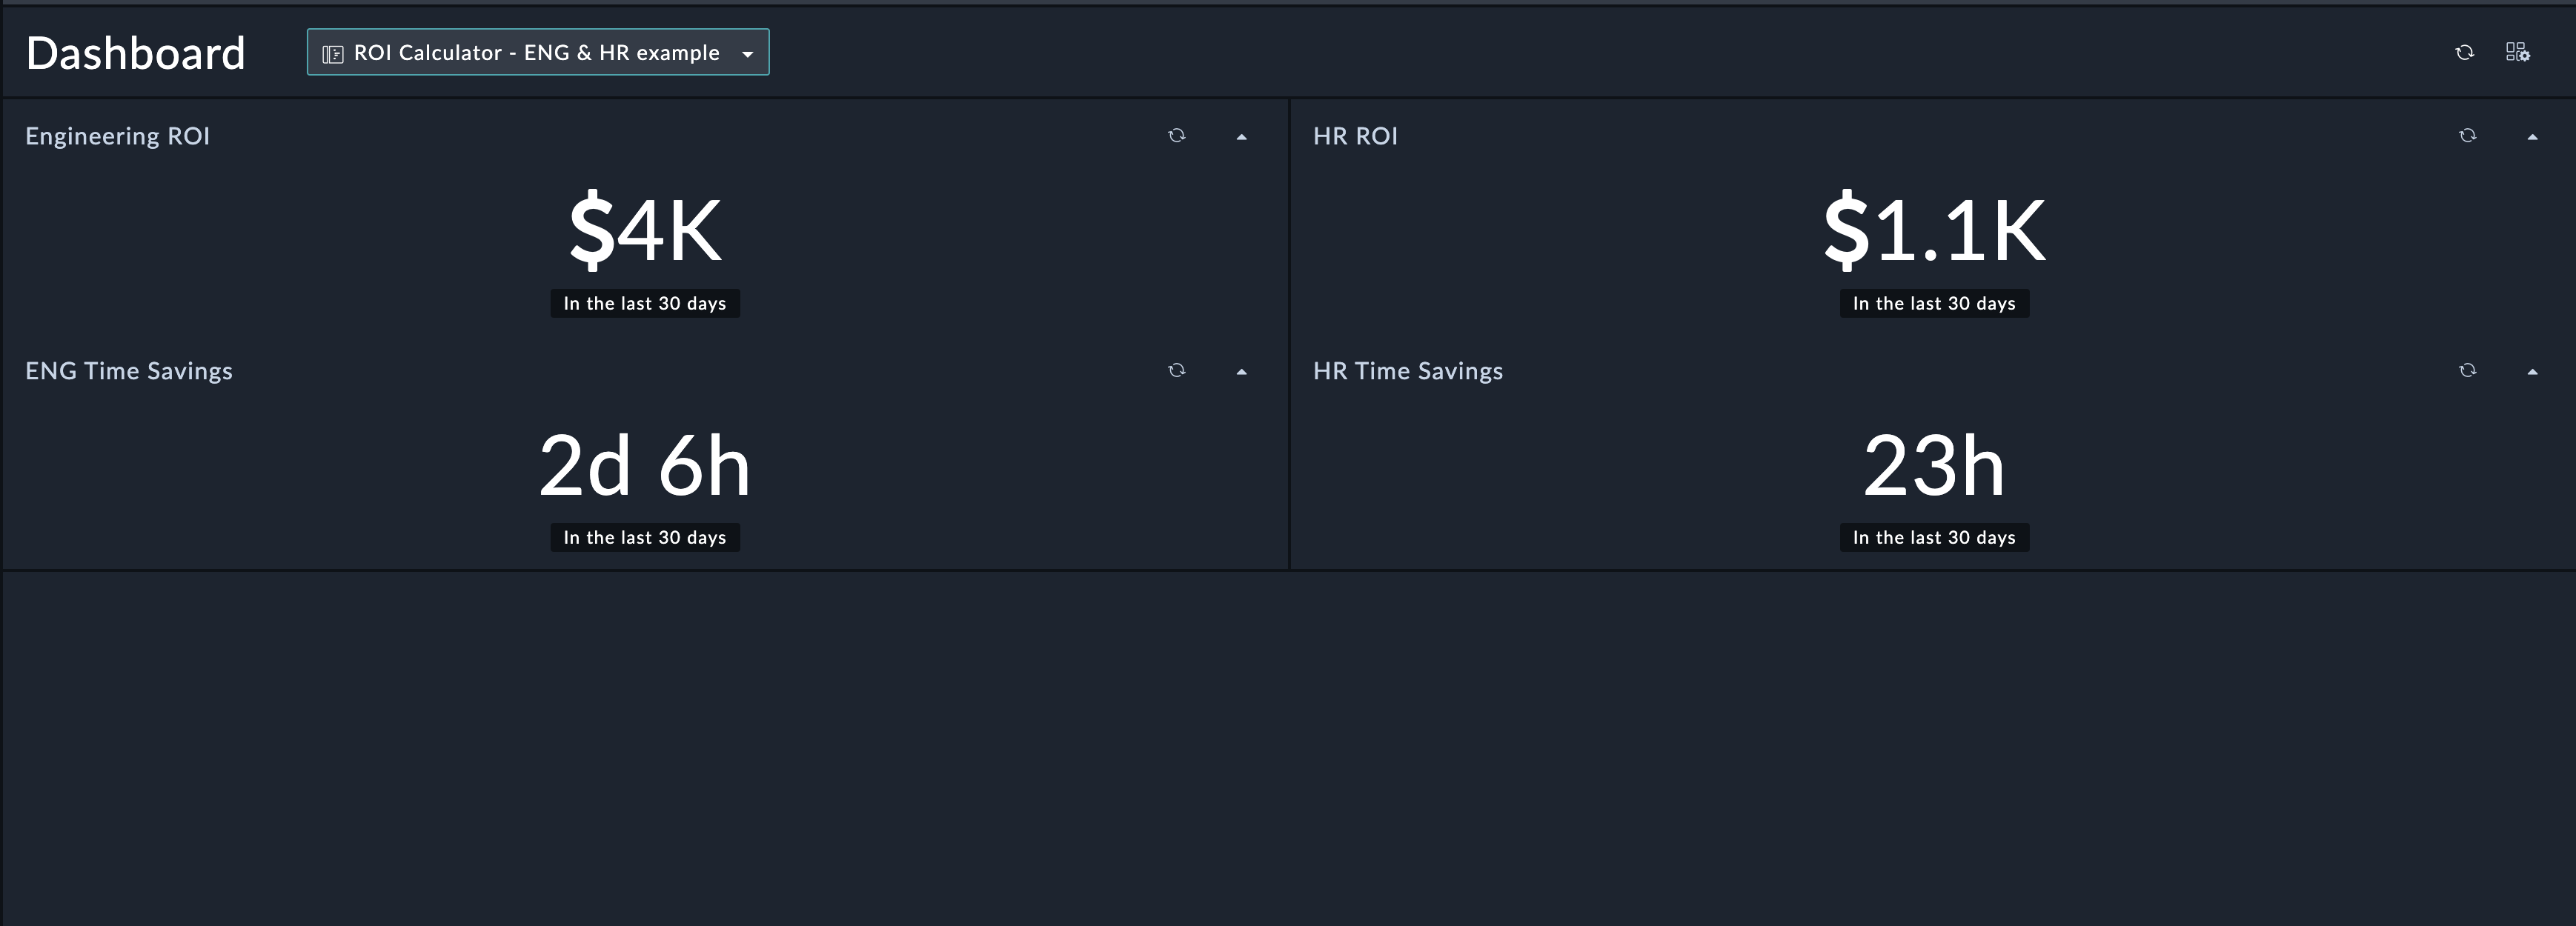 Dashboard
ROI Calculator - ENG & HR example
Engineering ROI
$4K
In the last 30 days
HR ROI
$1.1K
In the last 30 days
ENG Time Savings
2d 6h
In the last 30 days
HR Time Savings
23h
In the last 30 days